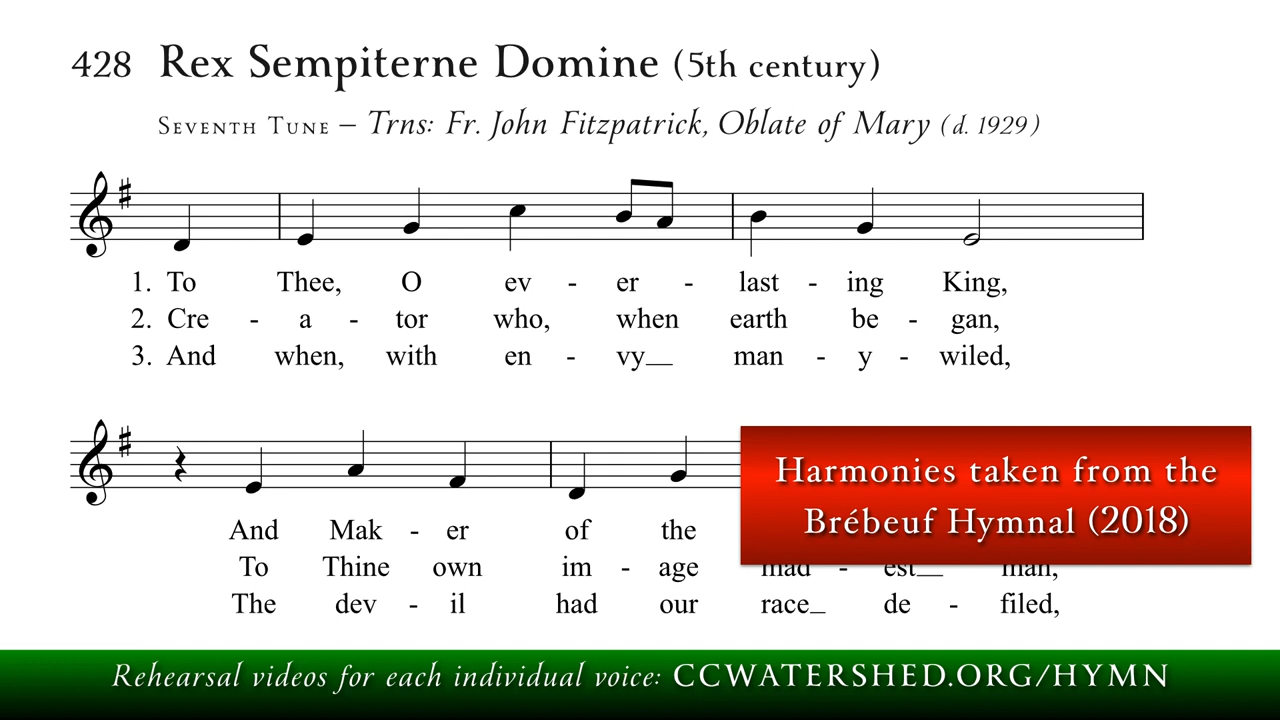 428 Rex Sempiterne Domine (5th century)
Seventh Tune – Trns: Fr. John Fitzpatrick, Oblate of Mary (d. 1929)
1. To Thee, O ev - er - last - ing King,
2. Cre - a - tor who, when earth be - gan,
3. And when, with en - vy man - y - wiled,
And Mak - er of the
To Thine own im - age mad - est man,
The dev - il had our race de - filed,
Harmonies taken from the
Brébeuf Hymnal (2018)
Rehearsal videos for each individual voice: CCWATERSHED.ORG/HYMN